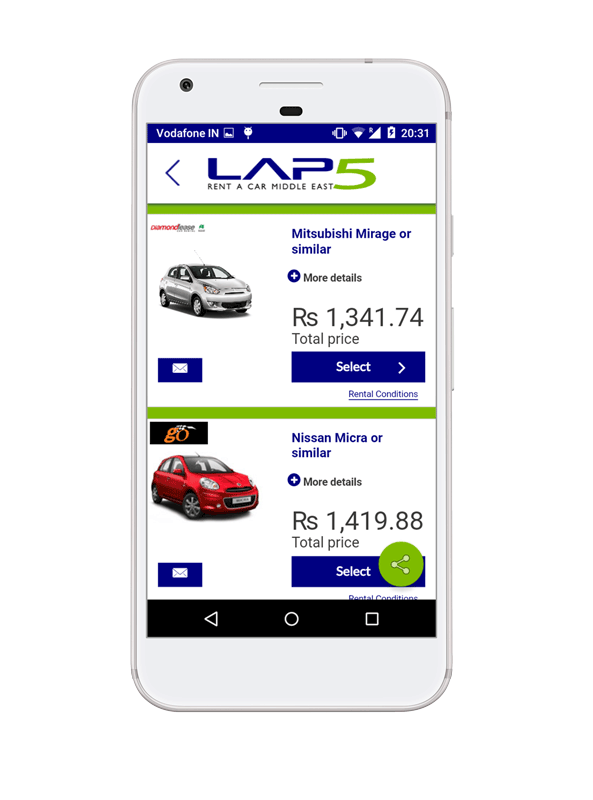 Vodafone IN
20:31
LAP5
RENT A CAR MIDDLE EAST
Diamondlease
Mitsubishi Mirage or
similar
More details
Rs 1,341.74
Total price
Select
Rental Conditions
go
Nissan Micra or
similar
More details
Rs 1,419.88
Total price
Select
Rental Conditions